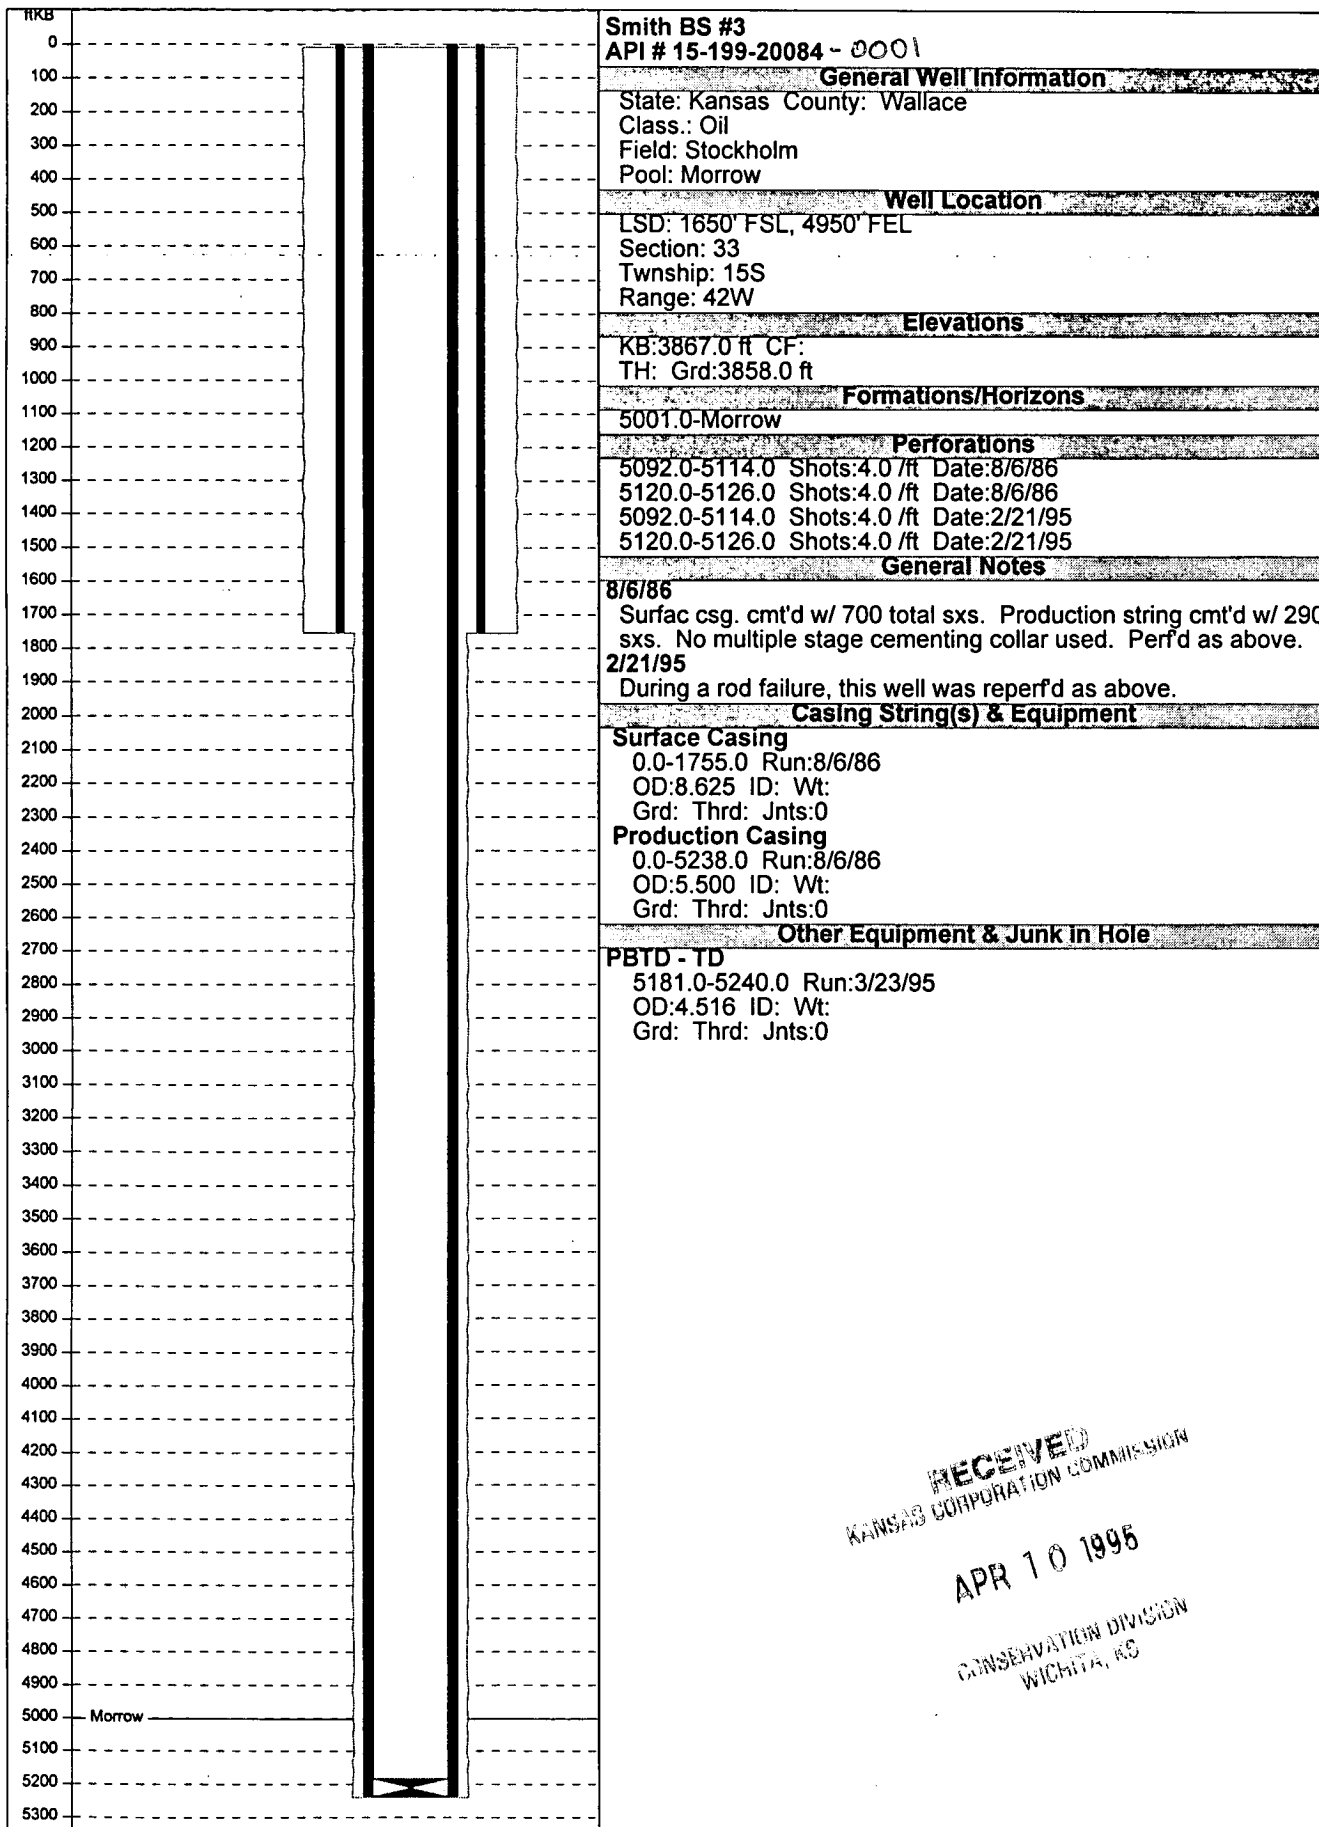 ftKB
0
100
200
300
400
500
600
700
800
900
1000
1100
1200
1300
1400
1500
1600
1700
1800
1900
2000
2100
2200
2300
2400
2500
2600
2700
2800
2900
3000
3100
3200
3300
3400
3500
3600
3700
3800
3900
4000
4100
4200
4300
4400
4500
4600
4700
4800
4900
5000 Morrow
5100
5200
5300
Smith BS #3
API # 15-199-20084 - 0001
General Well Information
State: Kansas County: Wallace
Class.: Oil
Field: Stockholm
Pool: Morrow
Well Location
LSD: 1650' FSL, 4950' FEL
Section: 33
Twnship: 15S
Range: 42W
Elevations
KB:3867.0 ft CF:
TH: Grd:3858.0 ft
Formations/Horizons
5001.0-Morrow
Perforations
5092.0-5114.0 Shots:4.0 /ft Date:8/6/86
5120.0-5126.0 Shots:4.0 /ft Date:8/6/86
5092.0-5114.0 Shots:4.0 /ft Date:2/21/95
5120.0-5126.0 Shots:4.0 /ft Date:2/21/95
General Notes
8/6/86
Surfac csg. cmt'd w/ 700 total sxs. Production string cmt'd w/ 290
sxs. No multiple stage cementing collar used. Perf'd as above.
2/21/95
During a rod failure, this well was reperf'd as above.
Casing String(s) & Equipment
Surface Casing
0.0-1755.0 Run:8/6/86
OD:8.625 ID: Wt:
Grd: Thrd: Jnts:0
Production Casing
0.0-5238.0 Run:8/6/86
OD:5.500 ID: Wt:
Grd: Thrd: Jnts:0
Other Equipment & Junk in Hole
PBTD - TD
5181.0-5240.0 Run:3/23/95
OD:4.516 ID: Wt:
Grd: Thrd: Jnts:0
RECEIVED
KANSAS CORPORATION COMMISSION
APR 10 1995
CONSERVATION DIVISION
WICHITA, KS